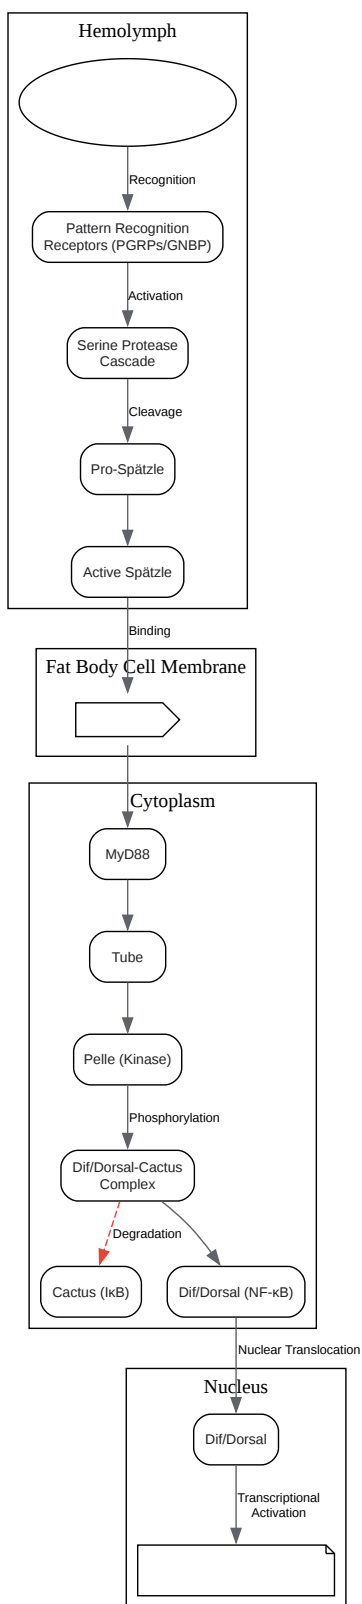 Hemolymph
Recognition
Pattern Recognition
Receptors (PGRPs/GNBP)
Activation
Serine Protease
Cascade
Cleavage
Pro-Spätzle
Active Spätzle
Binding
Fat Body Cell Membrane
Cytoplasm
MyD88
Tube
Pelle (Kinase)
Phosphorylation
Dif/Dorsal-Cactus
Complex
Degradation
Cactus (IκB)
Dif/Dorsal (NF-κB)
Nuclear Translocation
Nucleus
Dif/Dorsal
Transcriptional
Activation